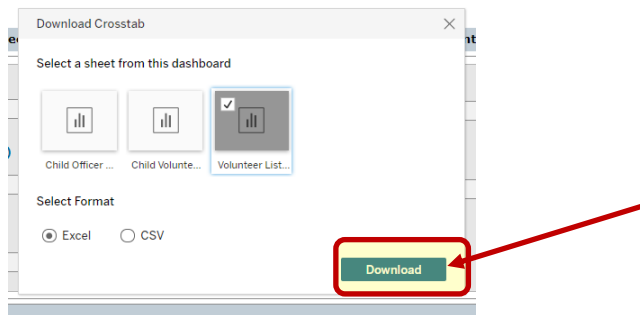 Download Crosstab
Select a sheet from this dashboard
Child Officer ...
Child Volunte...
Volunteer List...
Select Format
Excel
CSV
Download